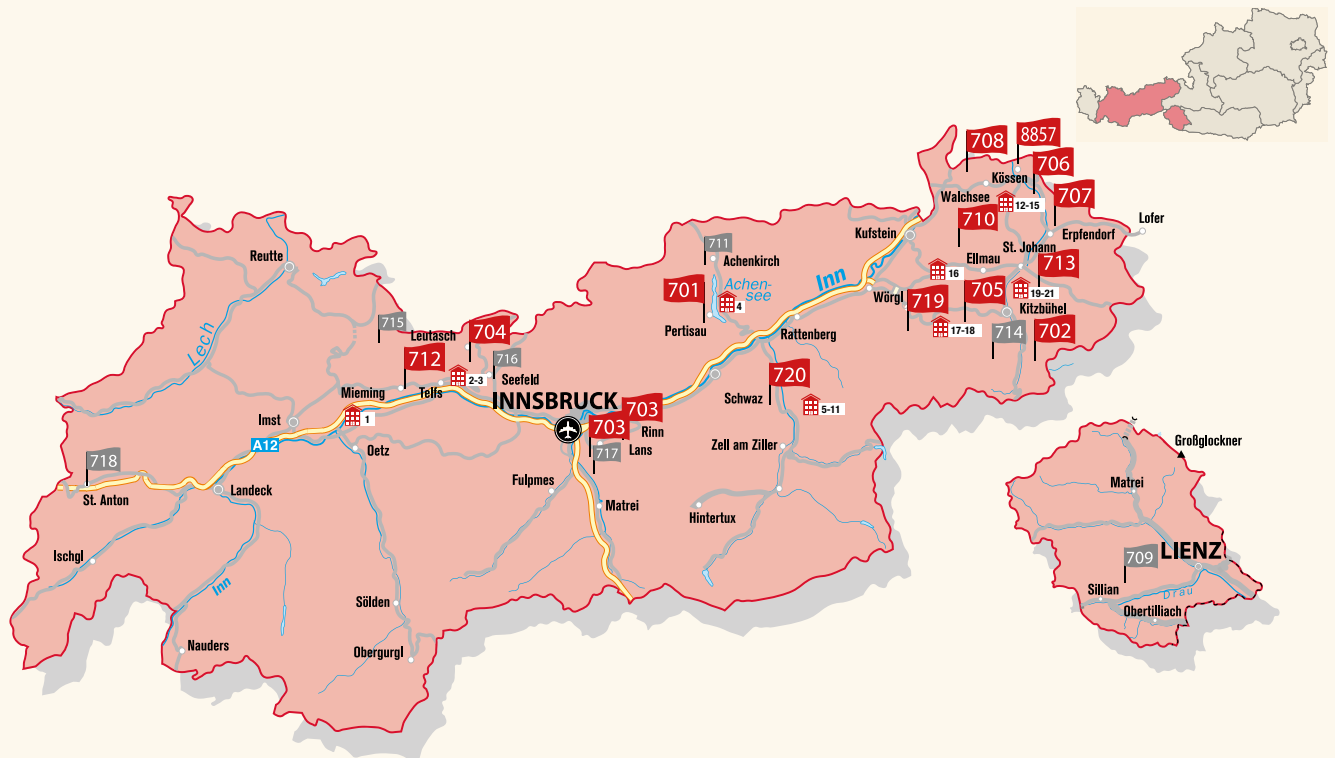 708
8857
706
Kössen
Walchsee
12-15
707
710
Lofer
Kufstein
Erpfendorf
St. Johann
711
Reutte
Ellmau
Achenkirch
713
16
Inn
701
Achen-
see
4
19-21
Wörgl
719
705
Kitzbühel
715
Leutasch
704
Pertisau
Rattenberg
17-18
714
702
Lech
712
716
Seefeld
2-3
720
Mieming
Telfs
INNSBRUCK
703
Schwaz
5-11
1
Imst
703
Rinn
A12
717
Lans
Zell am Ziller
Großglockner
Oetz
718
Fulpmes
Matrei
Landeck
St. Anton
Matrei
Hintertux
Ischgl
709
LIENZ
Inn
Sillian
Drau
Sölden
Obertilliach
Nauders
Obergurgl